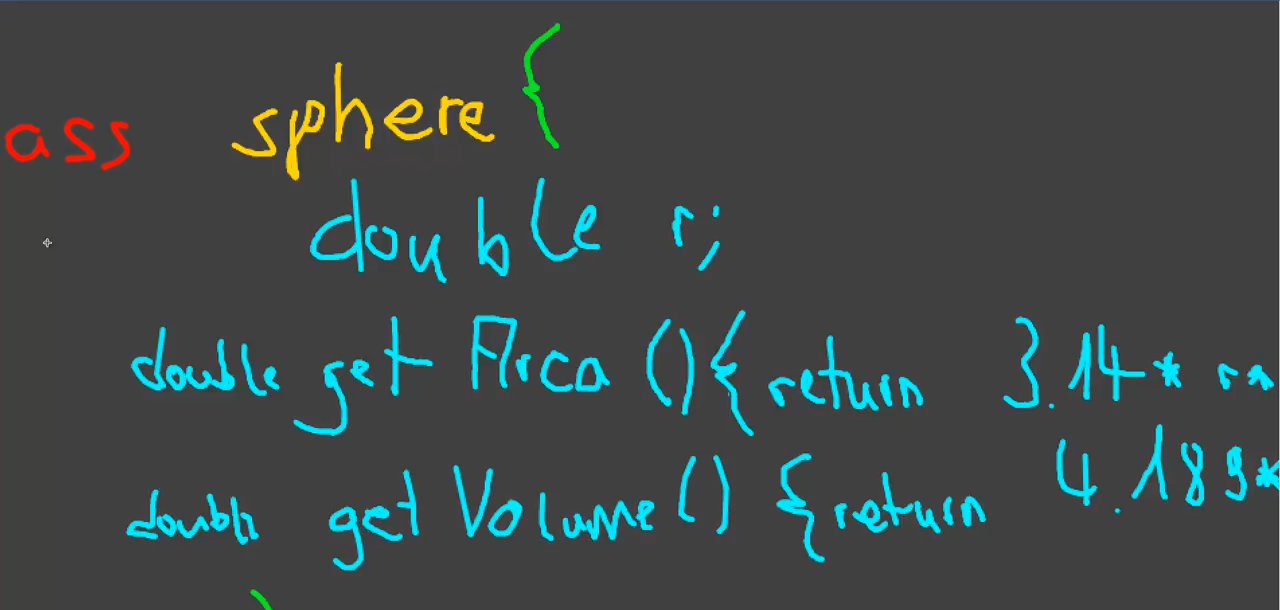 ass sphere {
double r;
double getArea(){return 3.14* r*
double getVolume() {return 4.189*